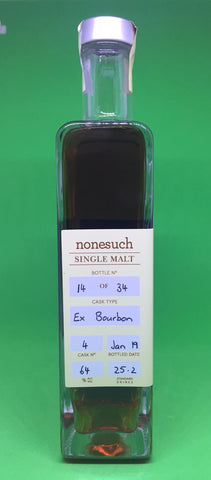 nonesuch
SINGLE MALT
BOTTLE Nº
14 OF 34
CASK TYPE
Ex Bourbon
4 Jan 19
CASK Nº BOTTLED DATE
64 25.2
% ALC STANDARD DRINKS